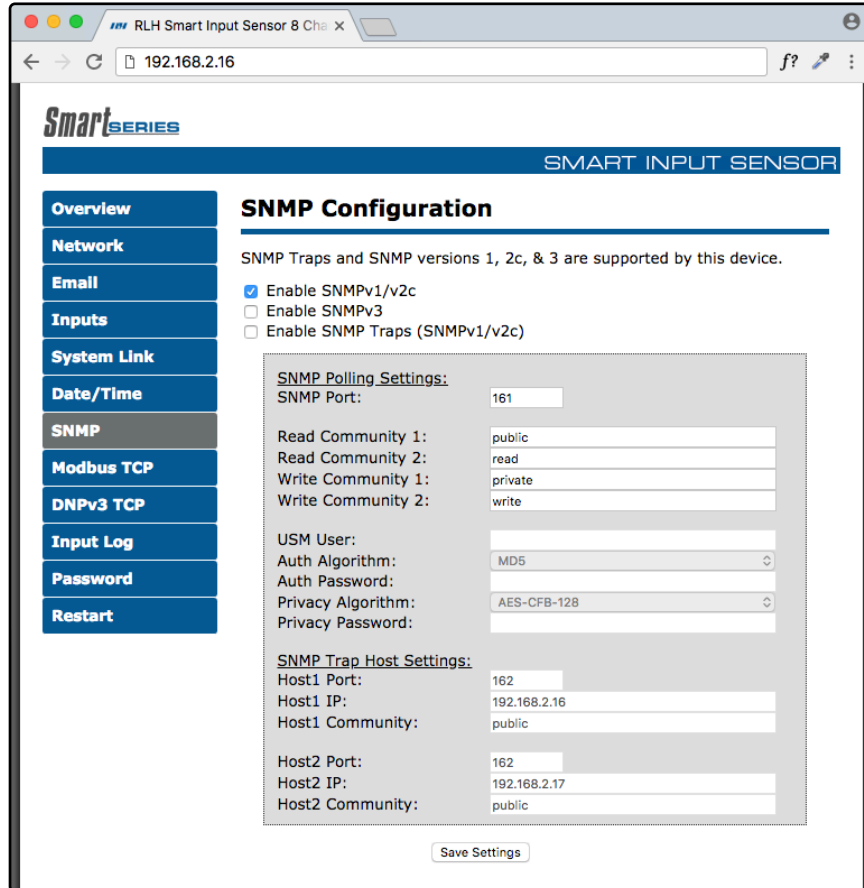 RLH Smart Input Sensor 8 Cha
192.168.2.16
f?
Smart SERIES
SMART INPUT SENSOR
Overview
Network
Email
Inputs
System Link
Date/Time
SNMP
Modbus TCP
DNPv3 TCP
Input Log
Password
Restart
SNMP Configuration
SNMP Traps and SNMP versions 1, 2c, & 3 are supported by this device.
Enable SNMPv1/v2c
Enable SNMPv3
Enable SNMP Traps (SNMPv1/v2c)
SNMP Polling Settings:
SNMP Port: 161
Read Community 1: public
Read Community 2: read
Write Community 1: private
Write Community 2: write
USM User:
Auth Algorithm: MD5
Auth Password:
Privacy Algorithm: AES-CFB-128
Privacy Password:
SNMP Trap Host Settings:
Host1 Port: 162
Host1 IP: 192.168.2.16
Host1 Community: public
Host2 Port: 162
Host2 IP: 192.168.2.17
Host2 Community: public
Save Settings